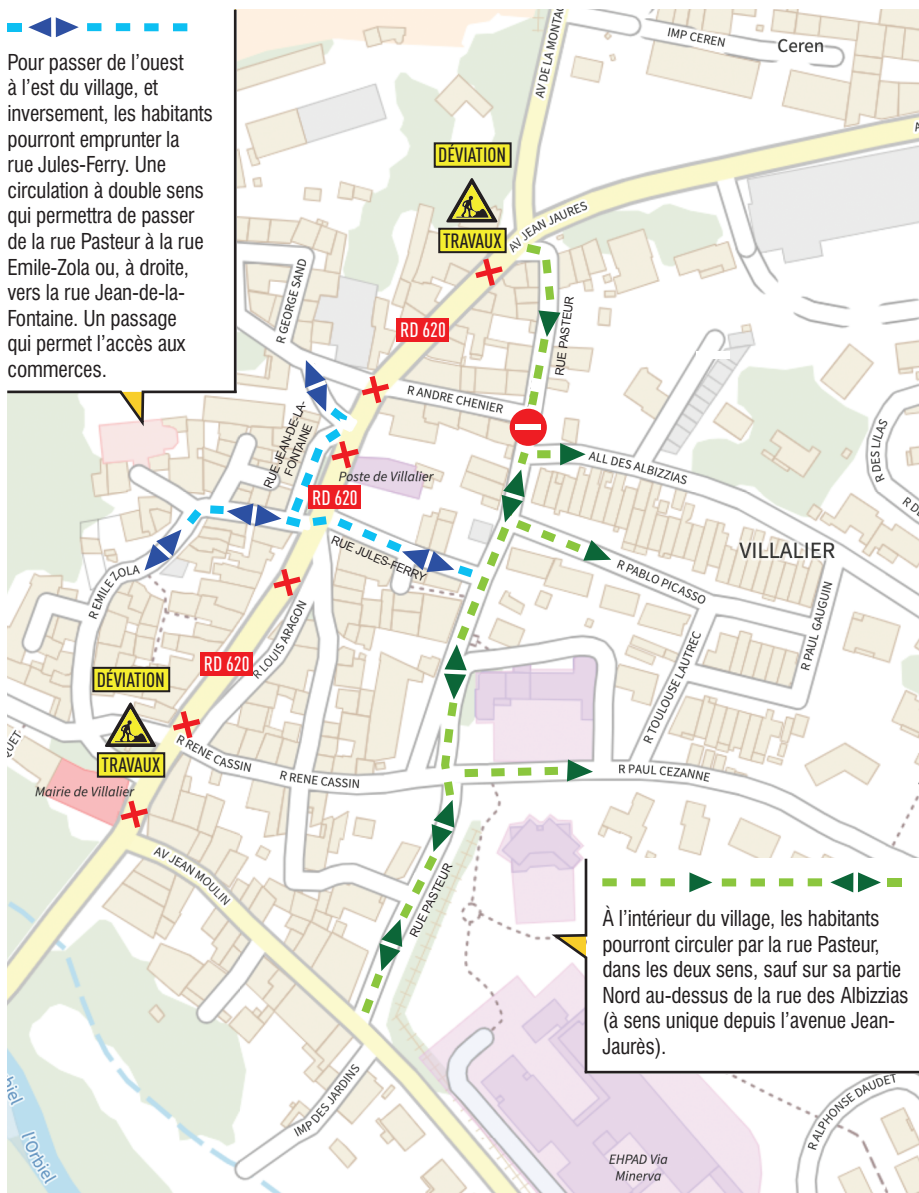 Pour passer de l'ouest
à l'est du village, et
inversement, les habitants
pourront emprunter la
rue Jules-Ferry. Une
circulation à double sens
qui permettra de passer
de la rue Pasteur à la rue
Emile-Zola ou, à droite,
vers la rue Jean-de-la-
Fontaine. Un passage
qui permet l'accès aux
commerces.
IMP CEREN
Ceren
AV DE LA MONTAG
DÉVIATION
TRAVAUX
AV JEAN JAURES
A
R GEORGE SAND
RD 620
RUE PASTEUR
R ANDRE CHENIER
RUE JEAN-DE-LA-
FONTAINE
Poste de Villalier
RD 620
ALL DES ALBIZZIAS
R DES LILAS
R D
VILLALIER
RUE JULES-FERRY
R PABLO PICASSO
R EMILE ZOLA
R PAUL GAUGUIN
R LOUIS ARAGON
RD 620
R TOULOUSE LAUTREC
DÉVIATION
TRAVAUX
QUET
R RENE CASSIN
R RENE CASSIN
R PAUL CEZANNE
Mairie de Villalier
AV JEAN MOULIN
RUE PASTEUR
À l'intérieur du village, les habitants
pourront circuler par la rue Pasteur,
dans les deux sens, sauf sur sa partie
Nord au-dessus de la rue des Albizzias
(à sens unique depuis l'avenue Jean-
Jaurès).
IMP DES JARDINS
R ALPHONSE DAUDET
biel
l'Orbiel
EHPAD Via
Minerva